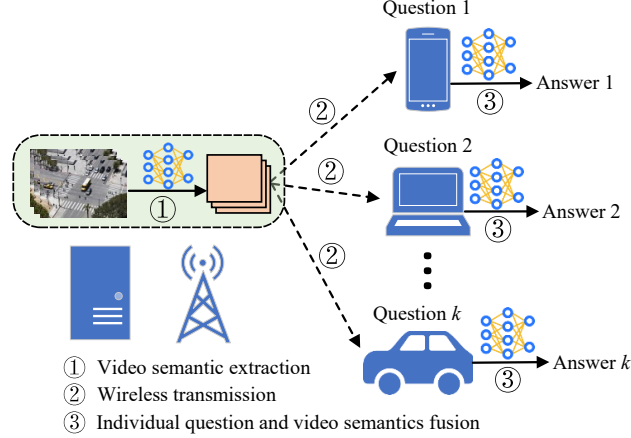 Question 1
③
Answer 1
②
Question 2
②
①
③
Answer 2
②
Question k
③
Answer k
① Video semantic extraction
② Wireless transmission
③ Individual question and video semantics fusion